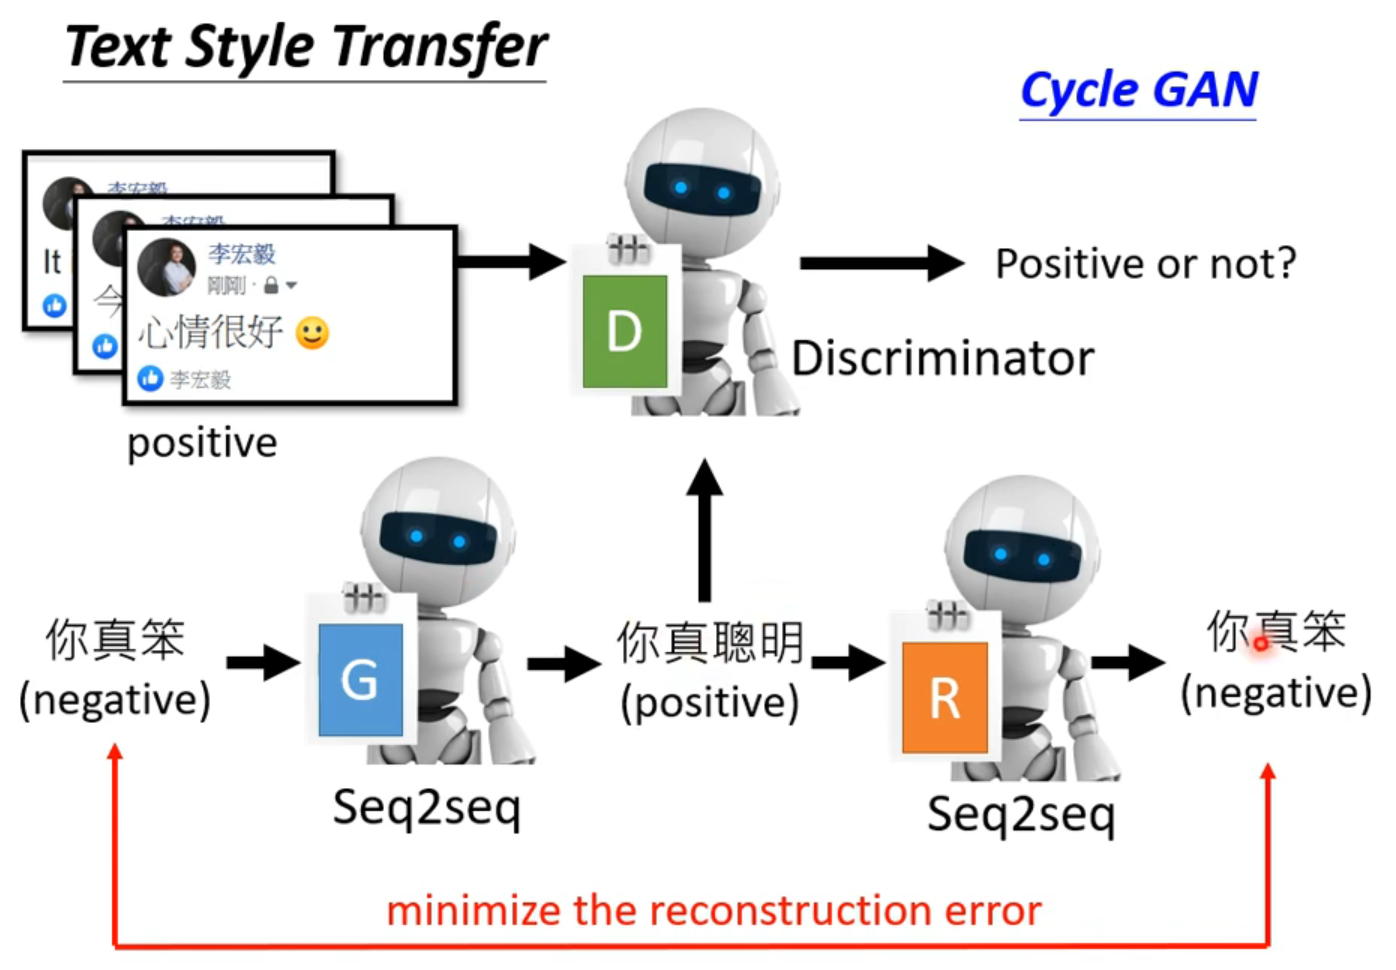 Text Style Transfer
Cycle GAN
李宏毅
李宏毅
It
今
李宏毅
剛剛
心情很好
李宏毅
positive
D
Discriminator
Positive or not?
你真笨
(negative)
G
Seq2seq
你真聰明
(positive)
R
Seq2seq
你真笨
(negative)
minimize the reconstruction error